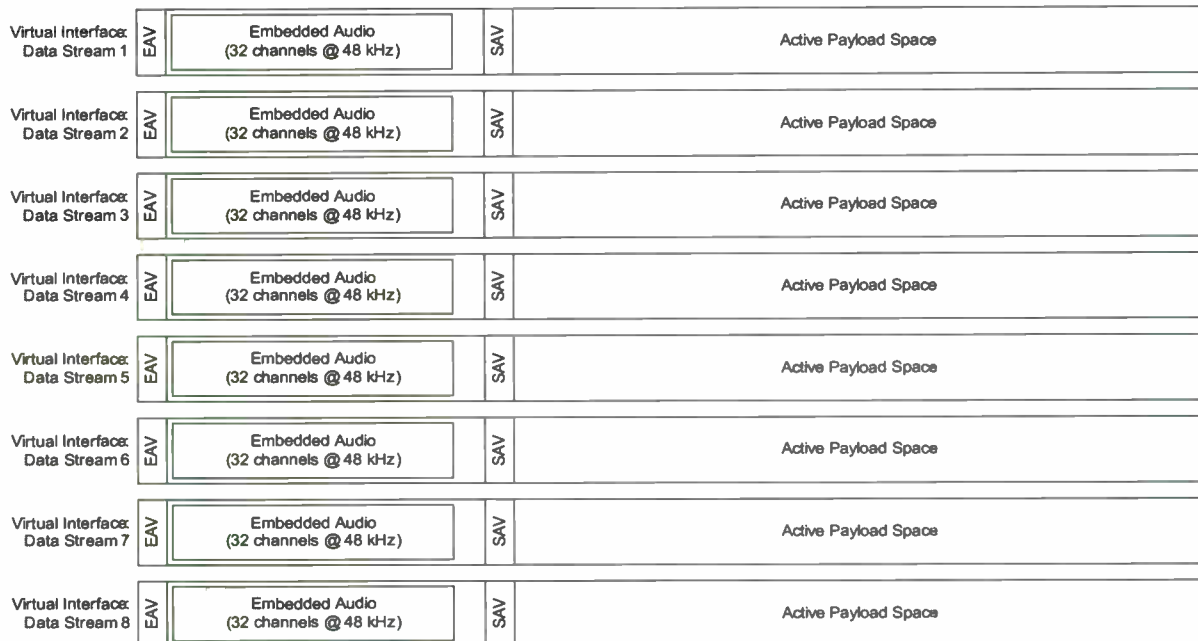 Virtual Interface: Data Stream 1 EAV Embedded Audio (32 channels @ 48 kHz) SAV Active Payload Space
Virtual Interface: Data Stream 2 EAV Embedded Audio (32 channels @ 48 kHz) SAV Active Payload Space
Virtual Interface: Data Stream 3 EAV Embedded Audio (32 channels @ 48 kHz) SAV Active Payload Space
Virtual Interface: Data Stream 4 EAV Embedded Audio (32 channels @ 48 kHz) SAV Active Payload Space
Virtual Interface: Data Stream 5 EAV Embedded Audio (32 channels @ 48 kHz) SAV Active Payload Space
Virtual Interface: Data Stream 6 EAV Embedded Audio (32 channels @ 48 kHz) SAV Active Payload Space
Virtual Interface: Data Stream 7 EAV Embedded Audio (32 channels @ 48 kHz) SAV Active Payload Space
Virtual Interface: Data Stream 8 EAV Embedded Audio (32 channels @ 48 kHz) SAV Active Payload Space